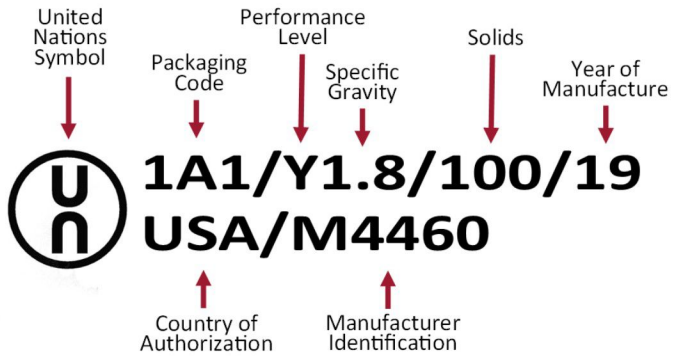 United
Nations
Symbol
Packaging
Code
Performance
Level
Specific
Gravity
Solids
Year of
Manufacture
un
1A1/Y1.8/100/19
USA/M4460
Country of
Authorization
Manufacturer
Identification